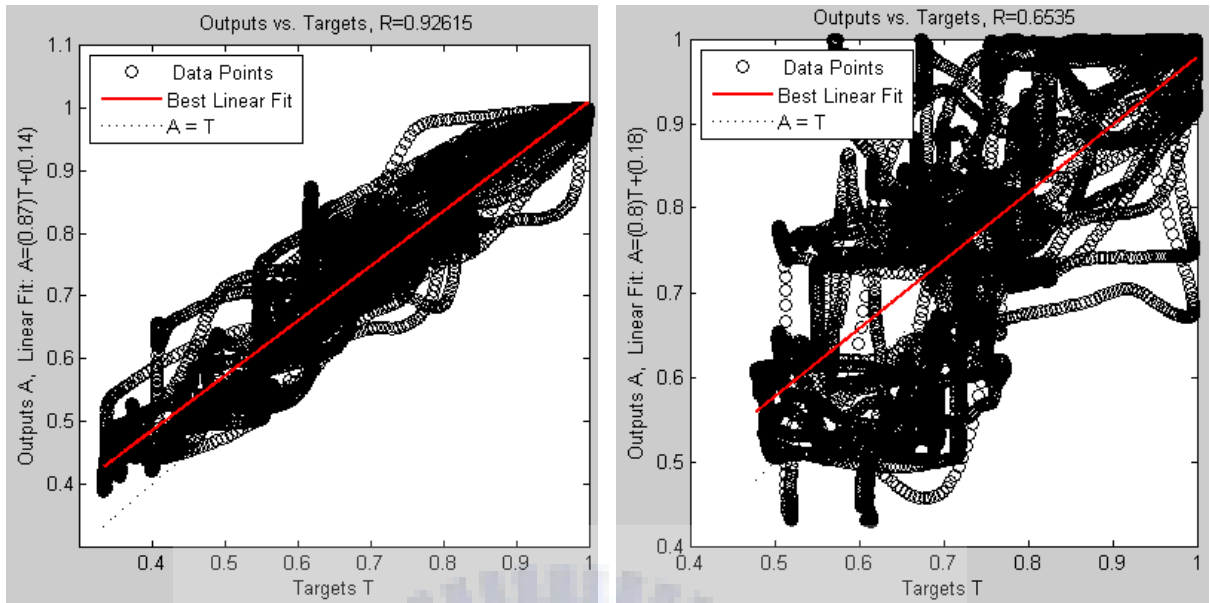 Outputs vs. Targets, R=0.92615
Outputs A, Linear Fit: A=(0.87)T+(0.14)
1.1
1
0.9
0.8
0.7
0.6
0.5
0.4
Data Points
Best Linear Fit
A = T
0.4 0.5 0.6 0.7 0.8 0.9 1
Targets T
Outputs vs. Targets, R=0.6535
Outputs A, Linear Fit: A=(0.8)T+(0.18)
1
0.9
0.8
0.7
0.6
0.5
0.4
Data Points
Best Linear Fit
A = T
0.4 0.5 0.6 0.7 0.8 0.9 1
Targets T